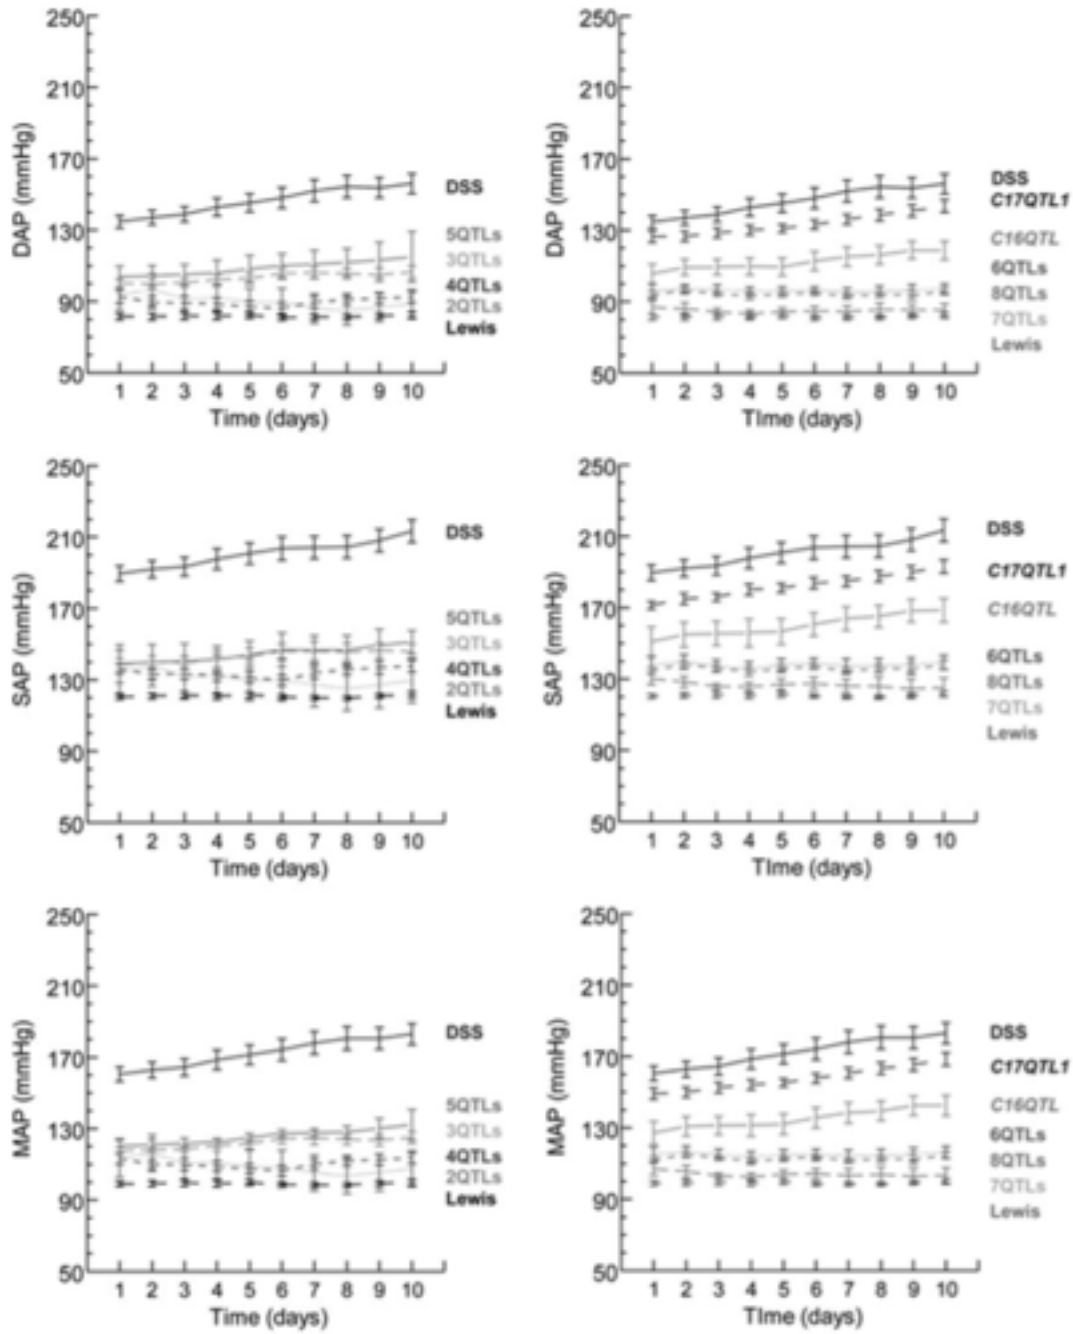 250
210
170
130
90
50
DAP (mmHg)
1 2 3 4 5 6 7 8 9 10
Time (days)
DSS
5QTLs
3QTLs
4QTLs
2QTLs
Lewis
250
210
170
130
90
50
DAP (mmHg)
1 2 3 4 5 6 7 8 9 10
TIme (days)
DSS
C17QTL1
C16QTL
6QTLs
8QTLs
7QTLs
Lewis
250
210
170
130
90
50
SAP (mmHg)
1 2 3 4 5 6 7 8 9 10
Time (days)
DSS
5QTLs
3QTLs
4QTLs
2QTLs
Lewis
250
210
170
130
90
50
SAP (mmHg)
1 2 3 4 5 6 7 8 9 10
TIme (days)
DSS
C17QTL1
C16QTL
6QTLs
8QTLs
7QTLs
Lewis
250
210
170
130
90
50
MAP (mmHg)
1 2 3 4 5 6 7 8 9 10
Time (days)
DSS
5QTLs
3QTLs
4QTLs
2QTLs
Lewis
250
210
170
130
90
50
MAP (mmHg)
1 2 3 4 5 6 7 8 9 10
TIme (days)
DSS
C17QTL1
C16QTL
6QTLs
8QTLs
7QTLs
Lewis